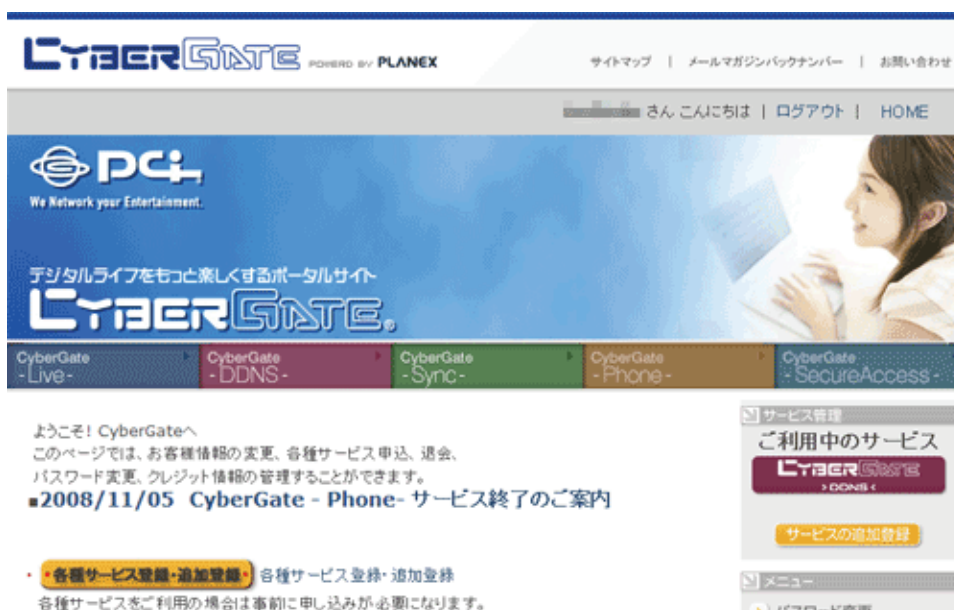 CYBERGATE POWERED BY PLANEX
サイトマップ | メールマガジンバックナンバー | お問い合わせ
さん こんにちは | ログアウト | HOME
PCi
We Network your Entertainment.
デジタルライフをもっと楽しくするポータルサイト
CYBERGATE®
CyberGate
-Live-
CyberGate
-DDNS-
CyberGate
-Sync-
CyberGate
-Phone-
CyberGate
-SecureAccess-
ようこそ! CyberGateへ
このページでは、お客様情報の変更、各種サービス申込、退会、
パスワード変更、クレジット情報の管理することができます。
■2008/11/05 CyberGate - Phone- サービス終了のご案内
・各種サービス登録・追加登録・ 各種サービス登録・追加登録
各種サービスをご利用の場合は事前に申し込みが必要になります。
サービス管理
ご利用中のサービス
CYBERGATE
>DDNS<
サービスの追加登録
メニュー
パスワード変更